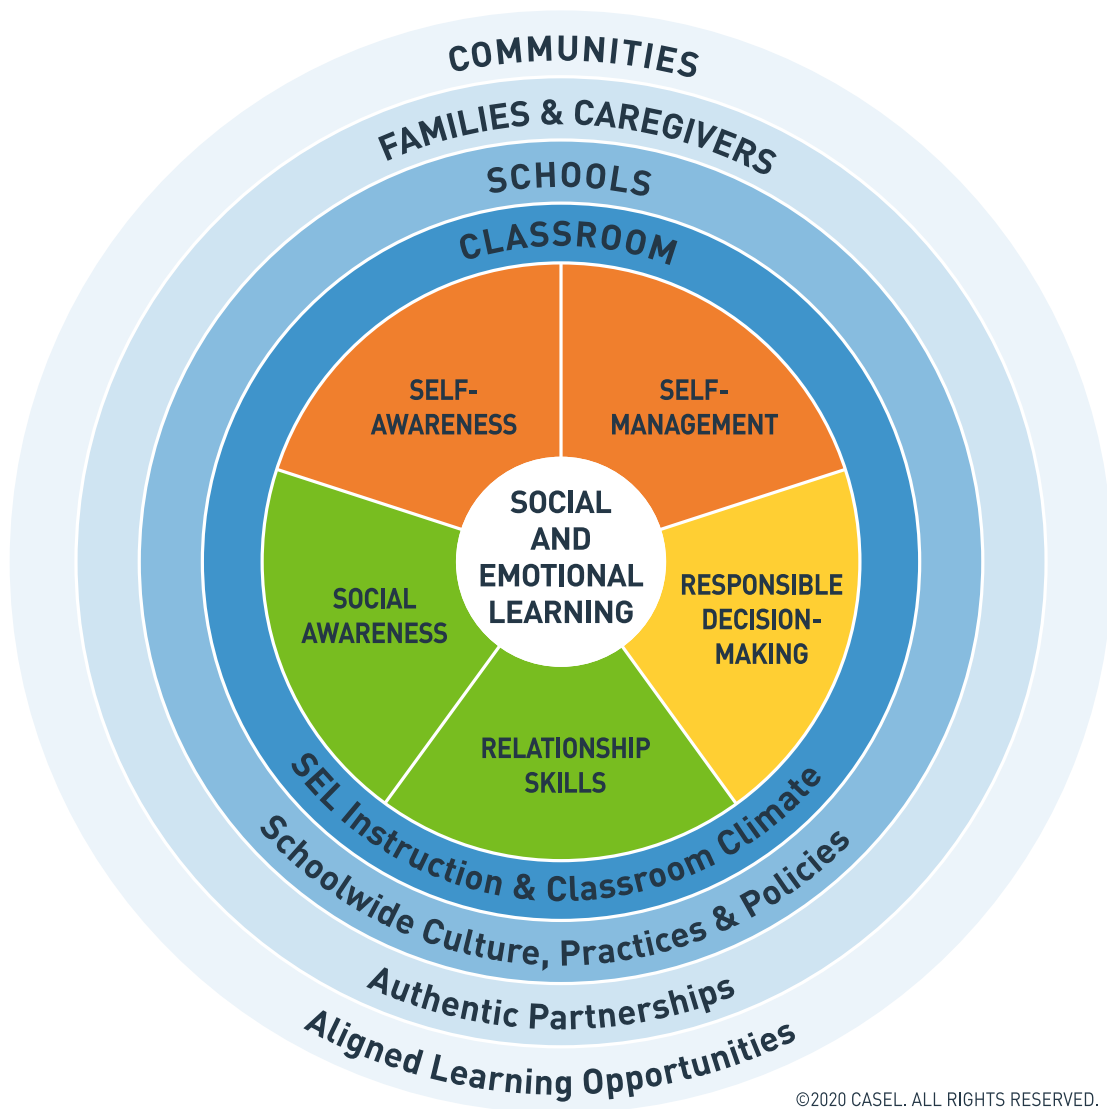 COMMUNITIES
FAMILIES & CAREGIVERS
SCHOOLS
CLASSROOM
SELF-
AWARENESS
SELF-
MANAGEMENT
SOCIAL
AND
EMOTIONAL
LEARNING
SOCIAL
AWARENESS
RESPONSIBLE
DECISION-
MAKING
RELATIONSHIP
SKILLS
SEL Instruction & Classroom Climate
Schoolwide Culture, Practices & Policies
Authentic Partnerships
Aligned Learning Opportunities
©2020 CASEL. ALL RIGHTS RESERVED.